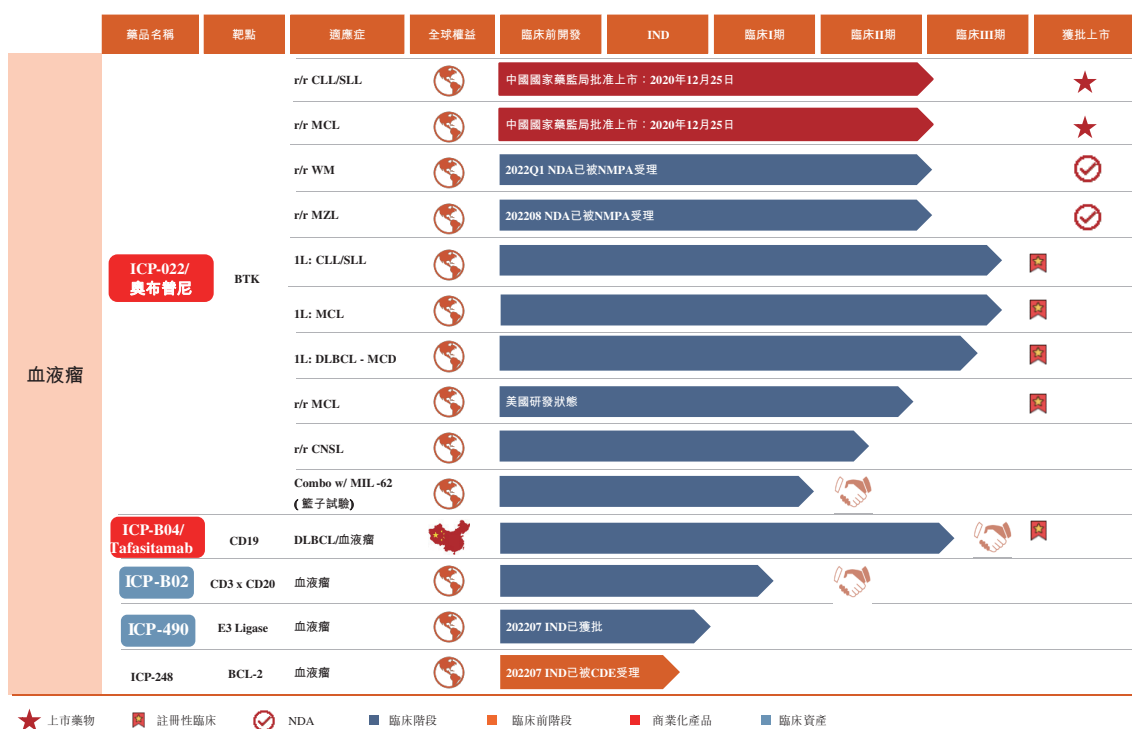 藥品名稱 靶點 適應症 全球權益 臨床前開發 IND 臨床I期 臨床II期 臨床III期 獲批上市
血液瘤
ICP-022/
奧布替尼
BTK
r/r CLL/SLL 中國國家藥監局批准上市：2020年12月25日
r/r MCL 中國國家藥監局批准上市：2020年12月25日
r/r WM 2022Q1 NDA已被NMPA受理
r/r MZL 202208 NDA已被NMPA受理
1L: CLL/SLL
1L: MCL
1L: DLBCL - MCD
r/r MCL 美國研發狀態
r/r CNSL
Combo w/ MIL -62
( 籃子試驗)
ICP-B04/
Tafasitamab
CD19 DLBCL/血液瘤
ICP-B02 CD3 x CD20 血液瘤
ICP-490 E3 Ligase 血液瘤 202207 IND已獲批
ICP-248 BCL-2 血液瘤 202207 IND已被CDE受理
上市藥物 註冊性臨床 NDA 臨床階段 臨床前階段 商業化產品 臨床資產